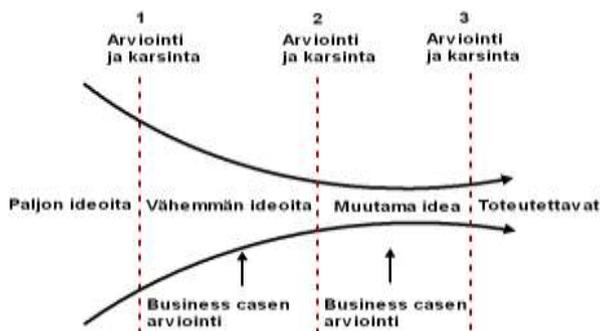 1
Arviointi
ja karsinta
2
Arviointi
ja karsinta
3
Arviointi
ja karsinta
Paljon ideoita
Vähemmän ideoita
Muutama idea
Toteutettavat
Business casen
arviointi
Business casen
arviointi